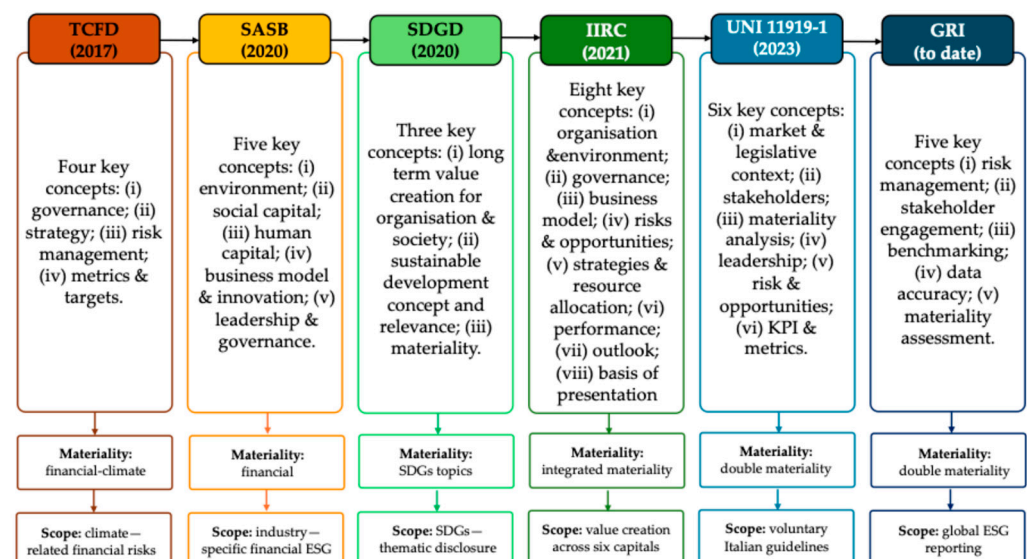 TCFD
(2017)
SASB
(2020)
SDGD
(2020)
IIRC
(2021)
UNI 11919-1
(2023)
GRI
(to date)
Four key
concepts: (i)
governance; (ii)
strategy; (iii) risk
management;
(iv) metrics &
targets.
Five key
concepts: (i)
environment; (ii)
social capital;
(iii) human
capital; (iv)
business model
& innovation; (v)
leadership &
governance.
Three key
concepts: (i) long
term value
creation for
organisation &
society; (ii)
sustainable
development
concept and
relevance; (iii)
materiality.
Eight key
concepts: (i)
organisation
&environment;
(ii) governance;
(iii) business
model; (iv) risks
& opportunities;
(v) strategies &
resource
allocation; (vi)
performance;
(vii) outlook;
(viii) basis of
presentation
Six key concepts:
(i) market &
legislative
context; (ii)
stakeholders;
(iii) materiality
analysis; (iv)
leadership; (v)
risk &
opportunities;
(vi) KPI &
metrics.
Five key
concepts (i) risk
management; (ii)
stakeholder
engagement; (iii)
benchmarking;
(iv) data
accuracy; (v)
materiality
assessment.
Materiality:
financial-climate
Materiality:
financial
Materiality:
SDGs topics
Materiality:
integrated materiality
Materiality:
double materiality
Materiality:
double materiality
Scope: climate—
related financial risks
Scope: industry—
specific financial ESG
Scope: SDGs—
thematic disclosure
Scope: value creation
across six capitals
Scope: voluntary
Italian guidelines
Scope: global ESG
reporting